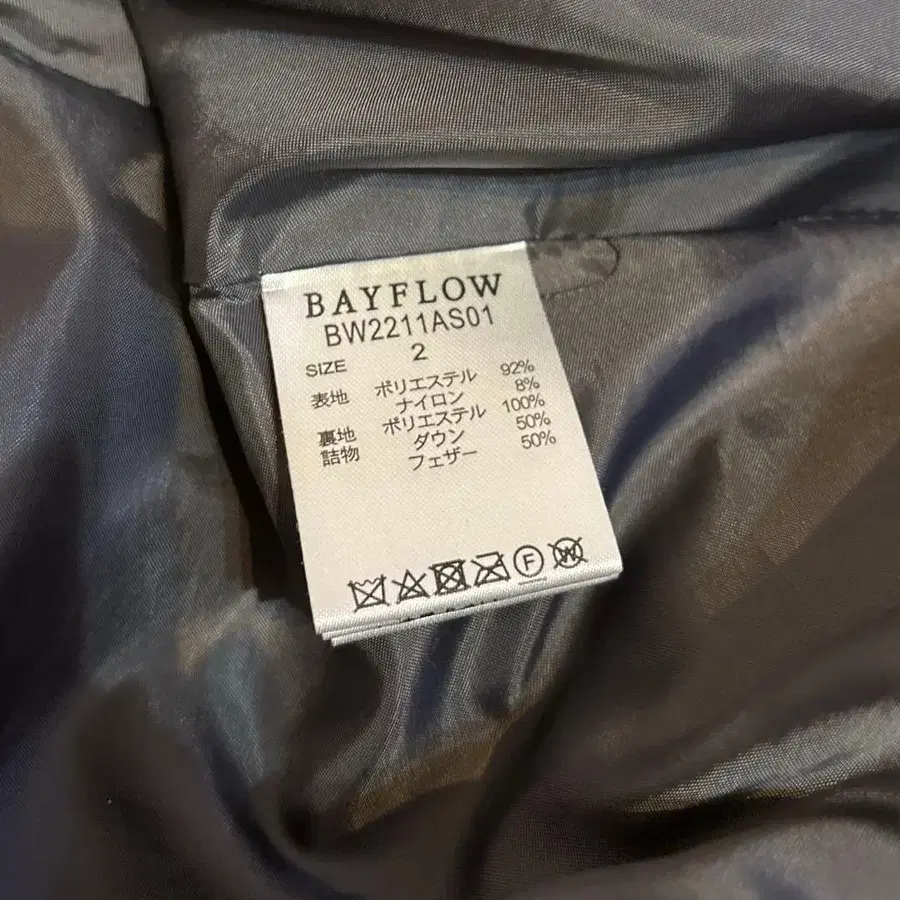 BAYFLOW
BW2211AS01
SIZE 2
表地 ポリエステル 92%
ナイロン 8%
裏地 ポリエステル 100%
詰物 ダウン 50%
フェザー 50%
F W